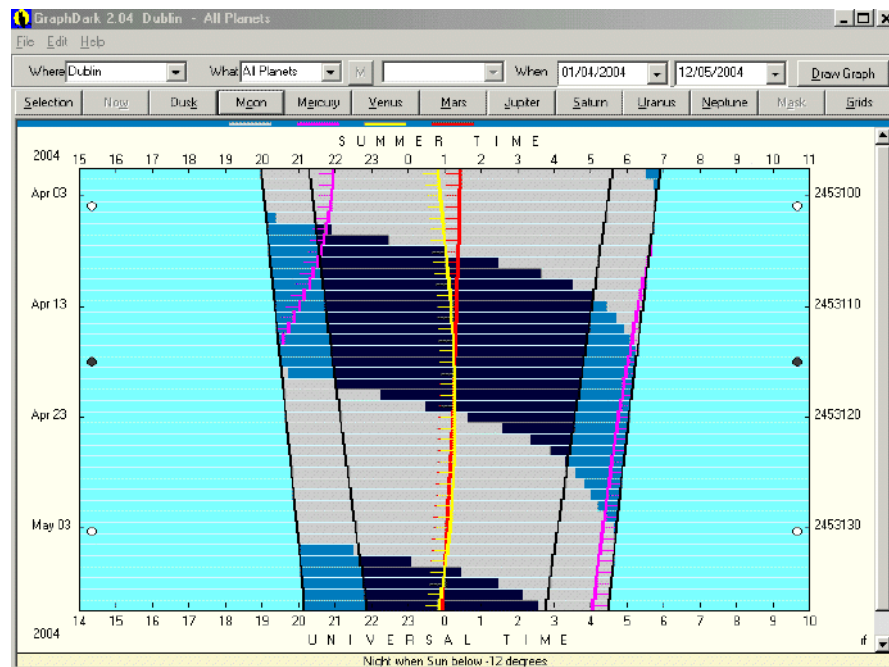 GraphDark 2.04 Dublin - All Planets
File Edit Help
Where Dublin What All Planets M When 01/04/2004 12/05/2004 Draw Graph
Selection Now Dusk Moon Mercury Venus Mars Jupiter Saturn Uranus Neptune Mask Grids
SUMMER TIME
2004 15 16 17 18 19 20 21 22 23 0 1 2 3 4 5 6 7 8 9 10 11
Apr 03 2453100
Apr 13 2453110
Apr 23 2453120
May 03 2453130
14 15 16 17 18 19 20 21 22 23 0 1 2 3 4 5 6 7 8 9 10
2004 UNIVERSAL TIME rf
Night when Sun below -12 degrees